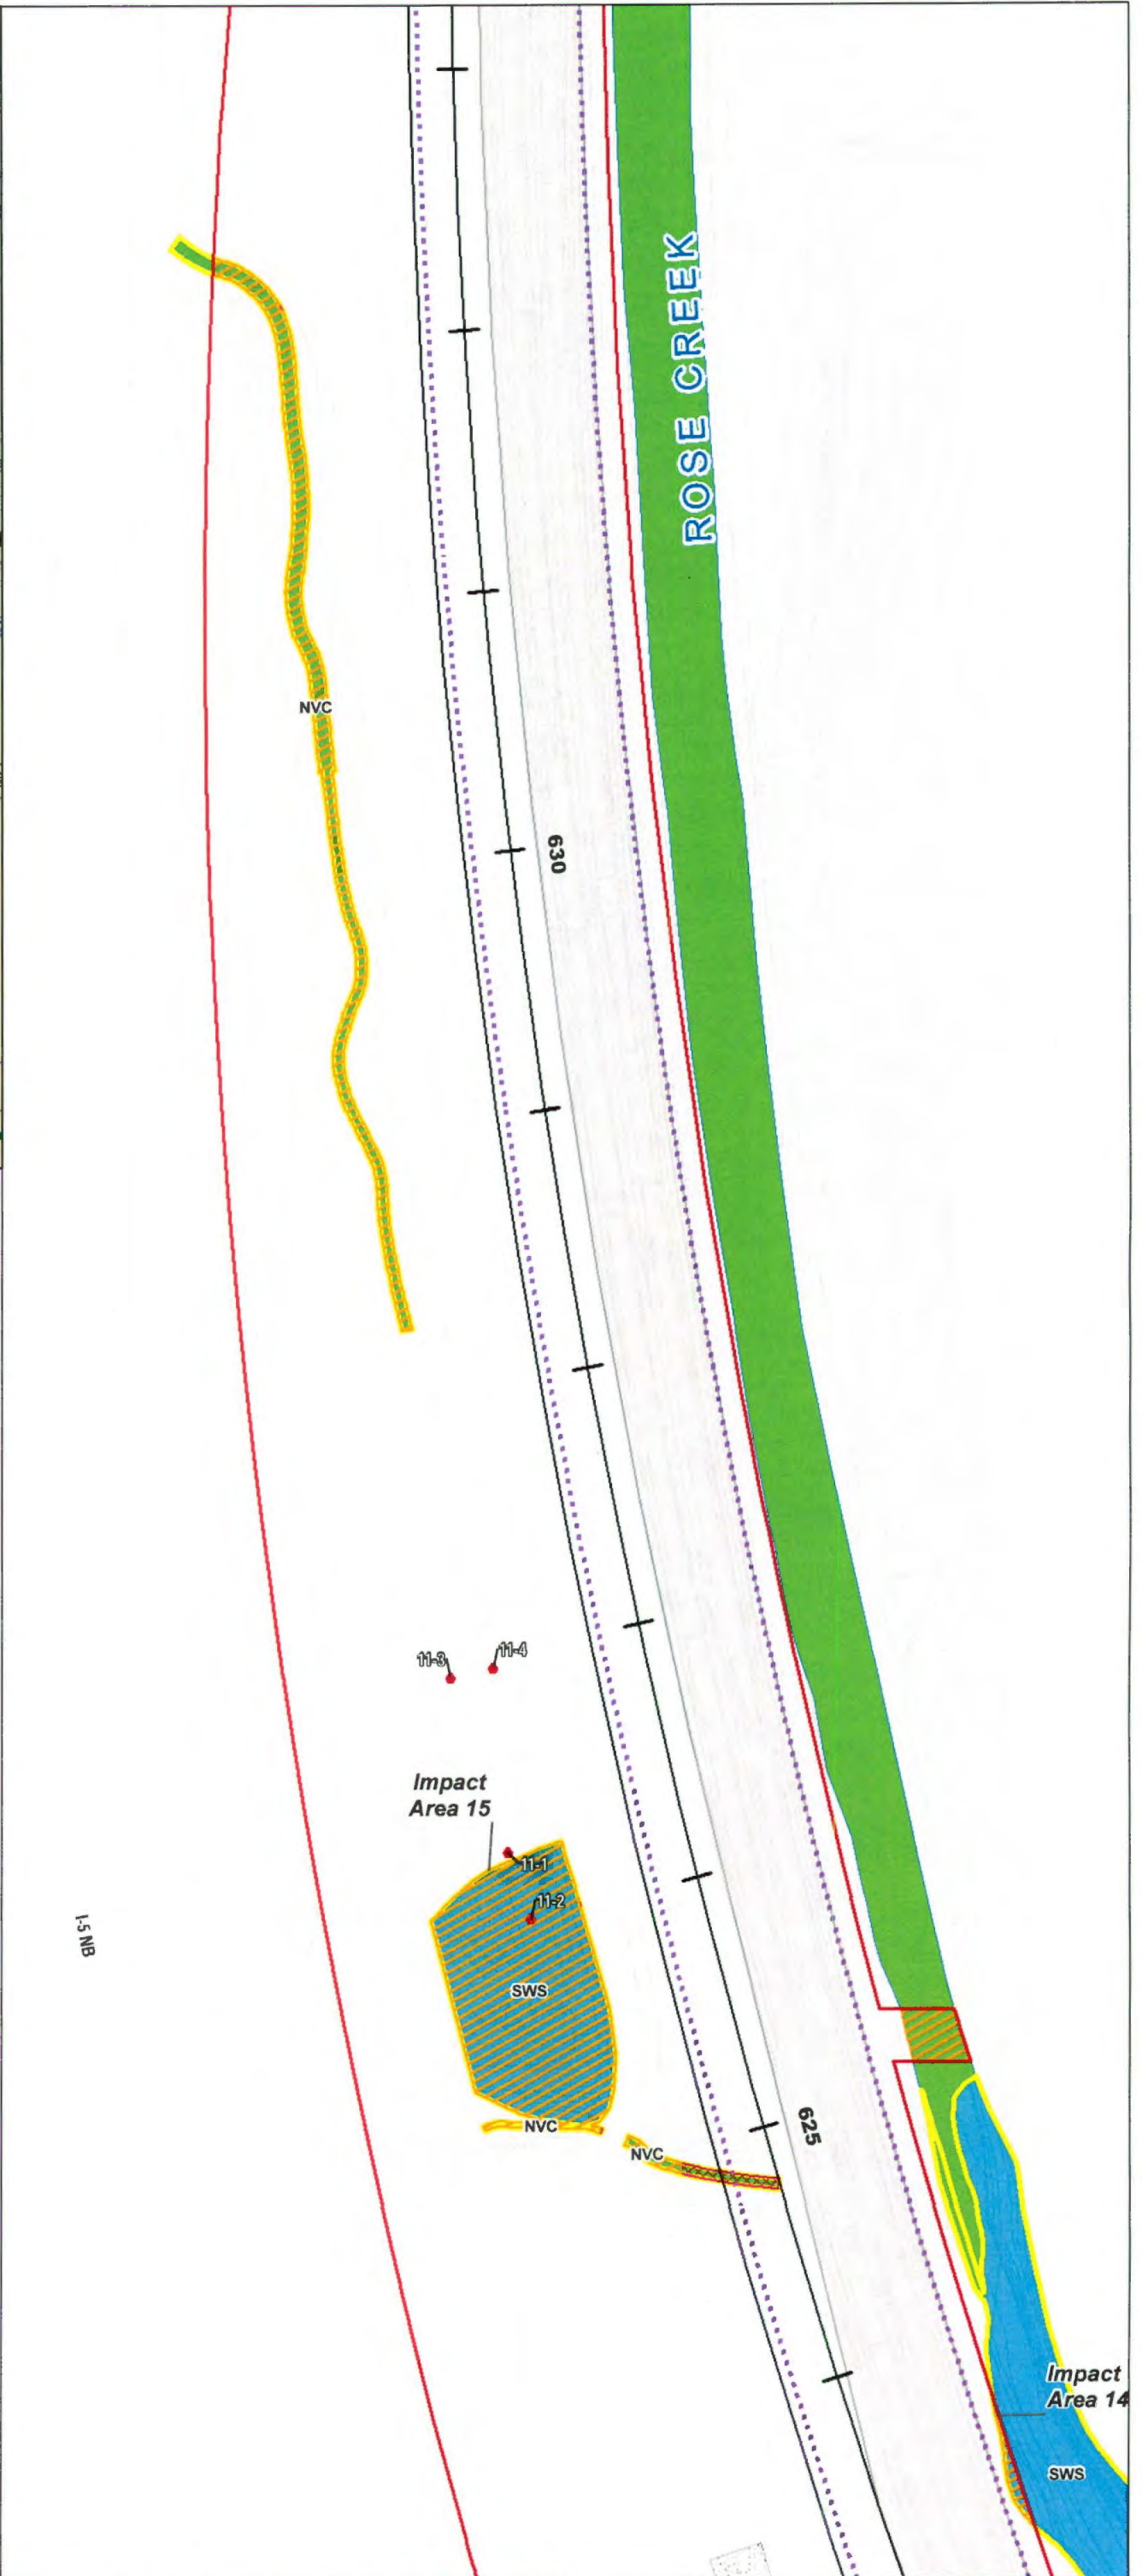 ROSE CREEK
NVC
630
11-3
11-4
Impact
Area 15
11-1
11-2
I-5 NB
SWS
NVC
NVC
625
Impact
Area 14
SWS